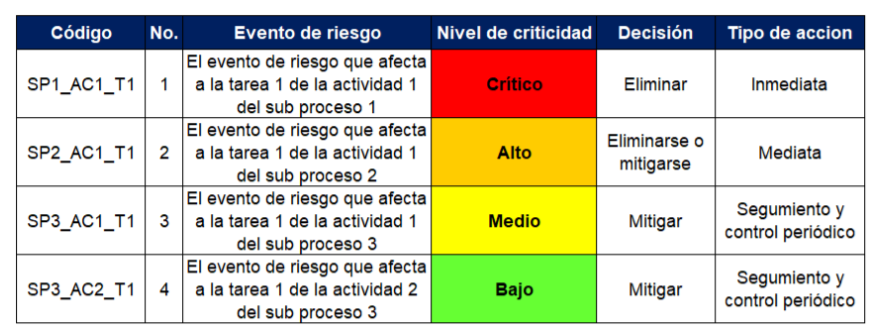 Código No. Evento de riesgo Nivel de criticidad Decisión Tipo de accion
El evento de riesgo que afecta
SP1_AC1_T1 1 a la tarea 1 de la actividad 1 Crítico Eliminar Inmediata
del sub proceso 1
El evento de riesgo que afecta
SP2_AC1_T1 2 a la tarea 1 de la actividad 1 Alto Eliminarse o
mitigarse Mediata
del sub proceso 2
El evento de riesgo que afecta
SP3_AC1_T1 3 a la tarea 1 de la actividad 1 Medio Mitigar Segumiento y
control periódico
del sub proceso 3
El evento de riesgo que afecta
SP3_AC2_T1 4 a la tarea 1 de la actividad 2 Bajo Mitigar Segumiento y
control periódico
del sub proceso 3